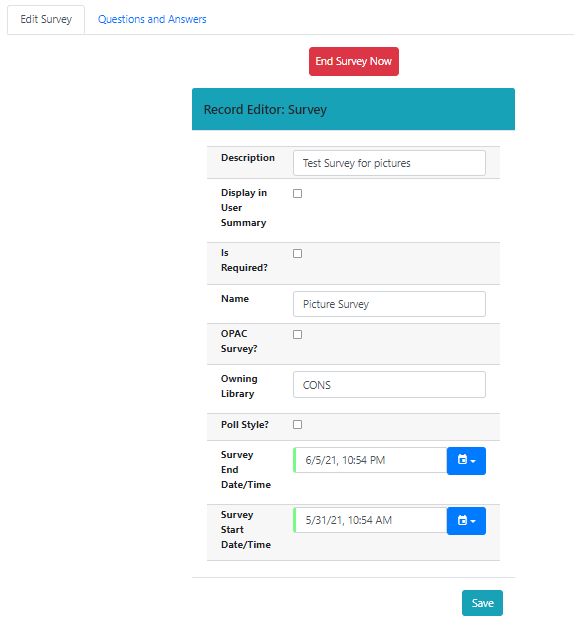 Edit Survey
Questions and Answers
End Survey Now
Record Editor: Survey
Description
Test Survey for pictures
Display in
User
Summary
Is
Required?
Name
Picture Survey
OPAC
Survey?
Owning
Library
CONS
Poll Style?
Survey
End
Date/Time
6/5/21, 10:54 PM
Survey
Start
Date/Time
5/31/21, 10:54 AM
Save